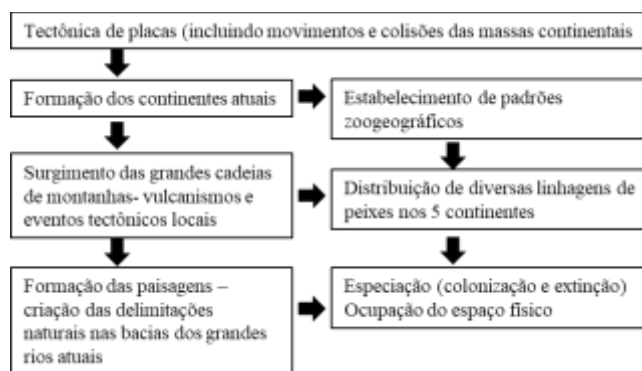 Tectônica de placas (incluindo movimentos e colisões das massas continentais
Formação dos continentes atuais
Estabelecimento de padrões
zoogeográficos
Surgimento das grandes cadeias
de montanhas- vulcanismos e
eventos tectônicos locais
Distribuição de diversas linhagens de
peixes nos 5 continentes
Formação das paisagens –
criação das delimitações
naturais nas bacias dos grandes
rios atuais
Especiação (colonização e extinção)
Ocupação do espaço físico